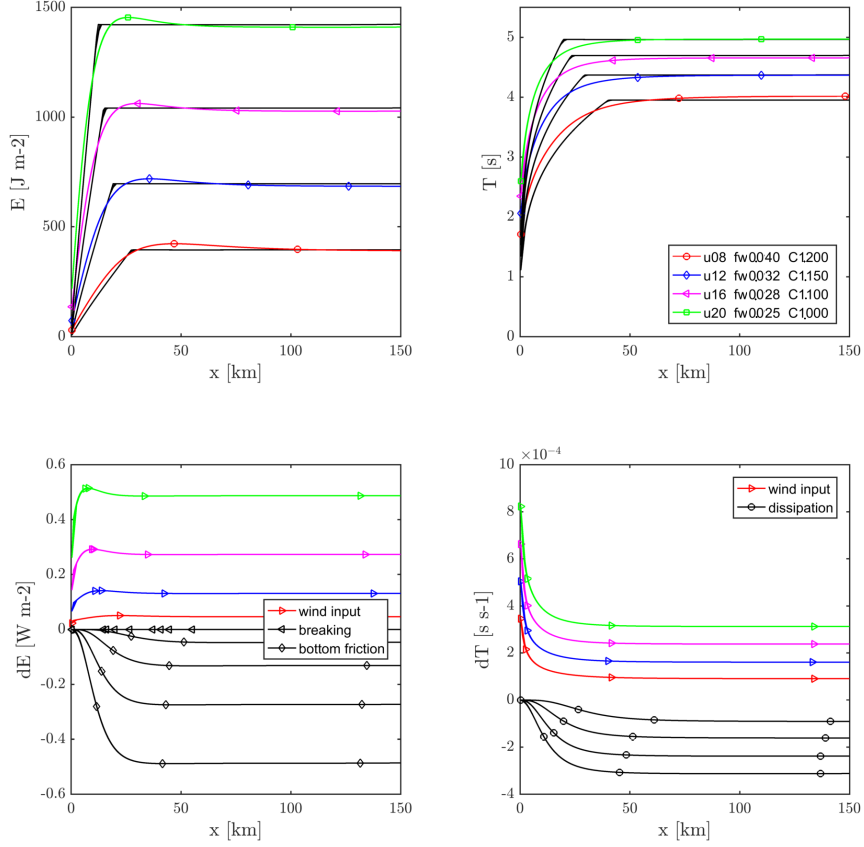 1500
1000
500
0
E [J m-2]
0
50
100
150
x [km]
5
4
3
2
1
0
T [s]
u08 fw0.040 C1.200
u12 fw0.032 C1.150
u16 fw0.028 C1.100
u20 fw0.025 C1.000
0
50
100
150
x [km]
0.6
0.4
0.2
0
-0.2
-0.4
-0.6
dE [W m-2]
wind input
breaking
bottom friction
0
50
100
150
x [km]
×10⁻⁴
10
8
6
4
2
0
-2
-4
dT [s s-1]
wind input
dissipation
0
50
100
150
x [km]